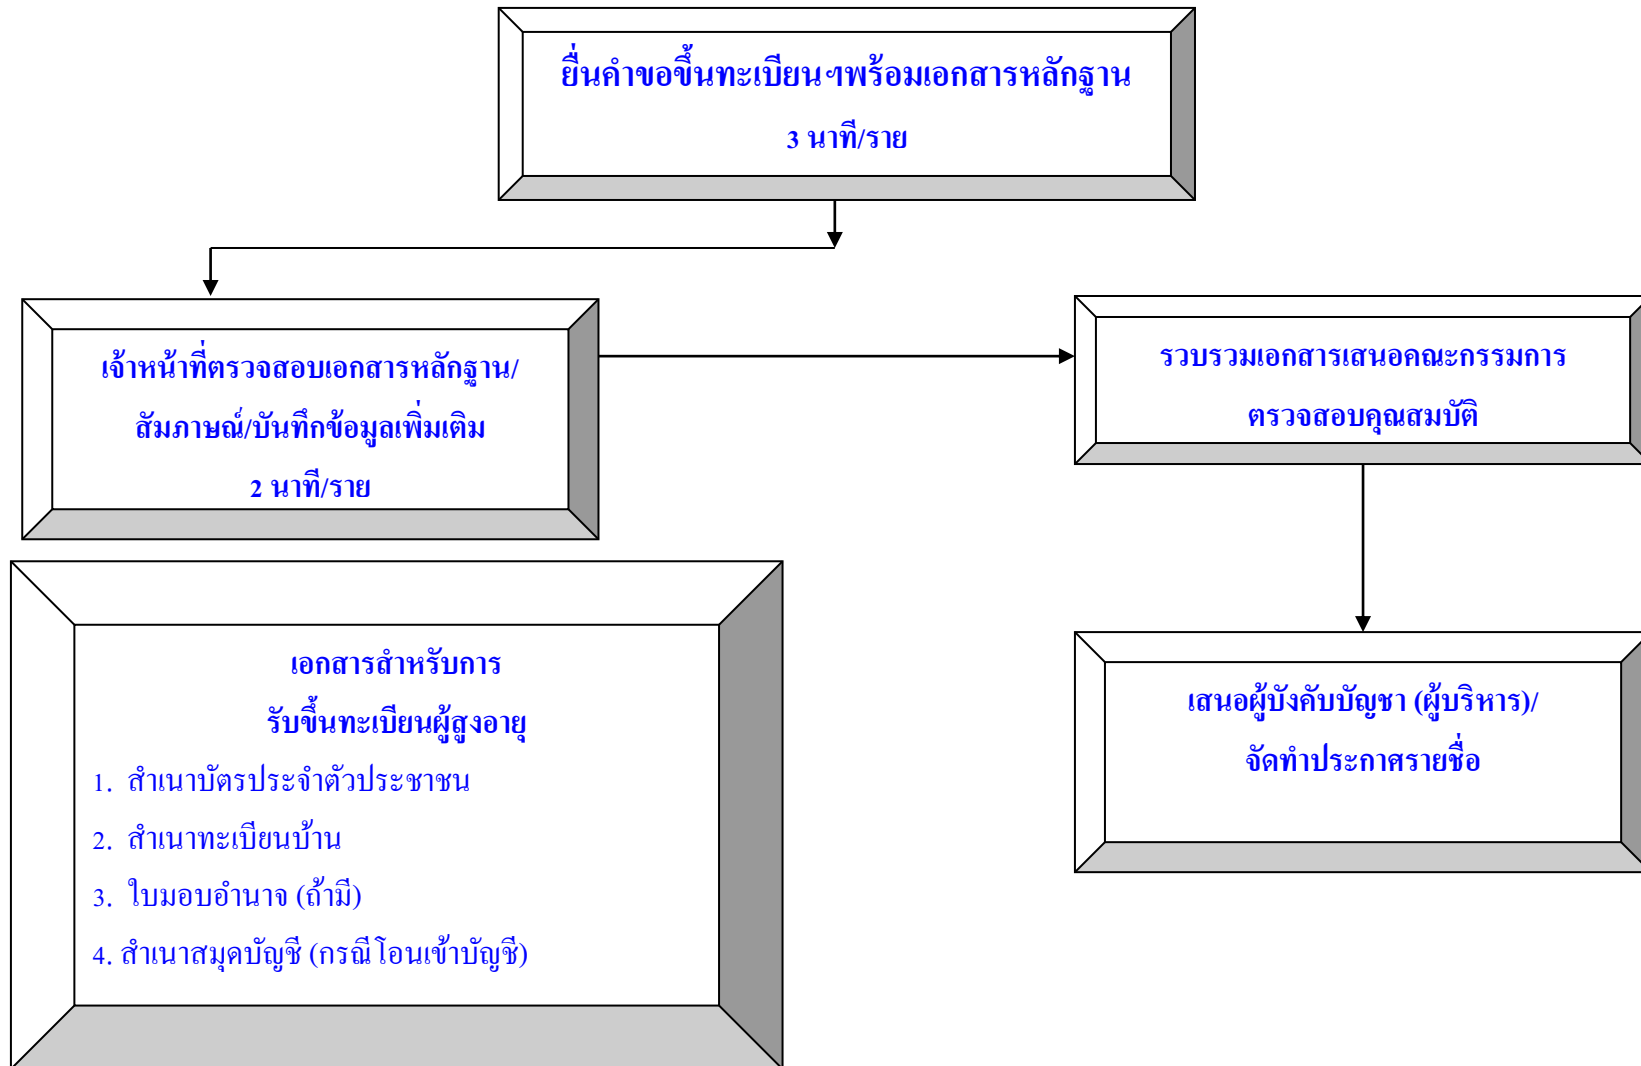 ยื่นคำขอขึ้นทะเบียนฯพร้อมเอกสารหลักฐาน
3 นาที/ราย
เจ้าหน้าที่ตรวจสอบเอกสารหลักฐาน/
สัมภาษณ์/บันทึกข้อมูลเพิ่มเติม
2 นาที/ราย
รวบรวมเอกสารเสนอคณะกรรมการ
ตรวจสอบคุณสมบัติ
เสนอผู้บังคับบัญชา (ผู้บริหาร)/
จัดทำประกาศรายชื่อ
เอกสารสำหรับการ
รับขึ้นทะเบียนผู้สูงอายุ
1. สำเนาบัตรประจำตัวประชาชน
2. สำเนาทะเบียนบ้าน
3. ใบมอบอำนาจ (ถ้ามี)
4. สำเนาสมุดบัญชี (กรณีโอนเข้าบัญชี)